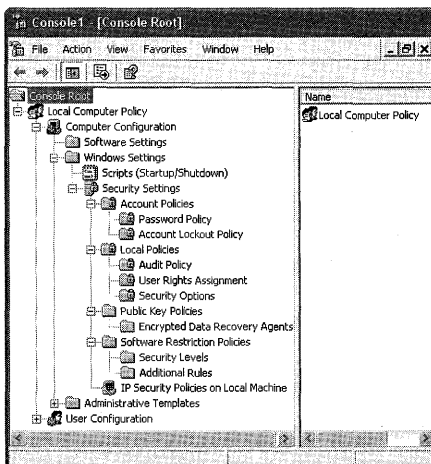 Console1 - [Console Root]
File Action View Favorites Window Help
Console Root
Local Computer Policy
Computer Configuration
Software Settings
Windows Settings
Scripts (Startup/Shutdown)
Security Settings
Account Policies
Password Policy
Account Lockout Policy
Local Policies
Audit Policy
User Rights Assignment
Security Options
Public Key Policies
Encrypted Data Recovery Agents
Software Restriction Policies
Security Levels
Additional Rules
IP Security Policies on Local Machine
Administrative Templates
User Configuration
Name
Local Computer Policy